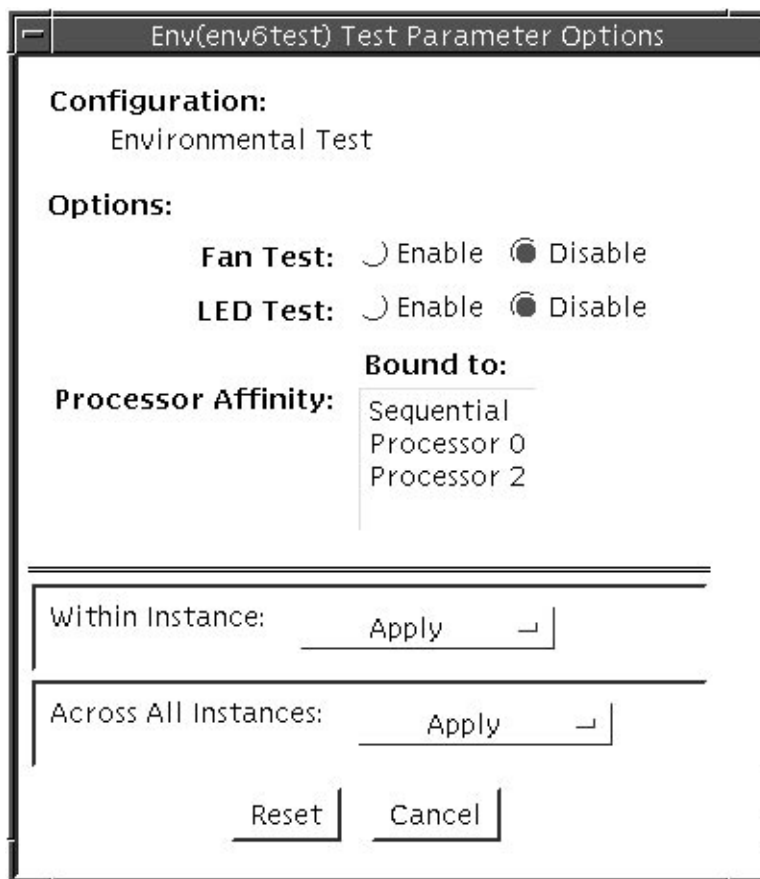 Env(env6test) Test Parameter Options
Configuration:
Environmental Test
Options:
Fan Test: Enable Disable
LED Test: Enable Disable
Bound to:
Processor Affinity:
Sequential
Processor 0
Processor 2
Within Instance: Apply
Across All Instances: Apply
Reset Cancel